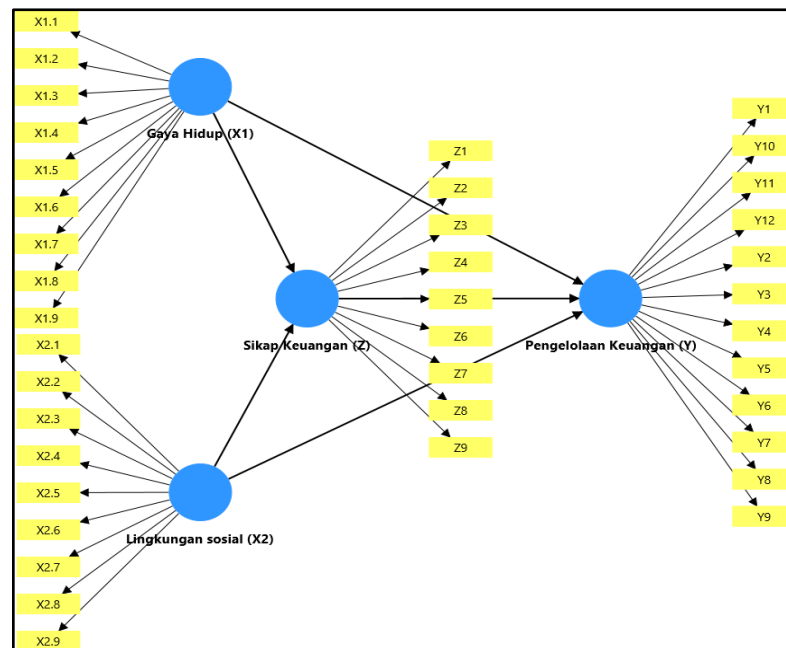 X1.1
X1.2
X1.3
X1.4
X1.5
X1.6
X1.7
X1.8
X1.9
Gaya Hidup (X1)
X2.1
X2.2
X2.3
X2.4
X2.5
X2.6
X2.7
X2.8
X2.9
Lingkungan sosial (X2)
Sikap Keuangan (Z)
Z1
Z2
Z3
Z4
Z5
Z6
Z7
Z8
Z9
Pengelolaan Keuangan (Y)
Y1
Y10
Y11
Y12
Y2
Y3
Y4
Y5
Y6
Y7
Y8
Y9